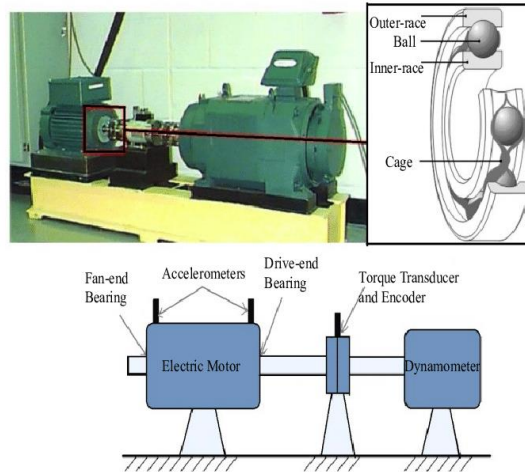 Outer-race
Ball
Inner-race
Cage
Fan-end
Bearing
Accelerometers
Drive-end
Bearing
Torque Transducer
and Encoder
Electric Motor
Dynamometer